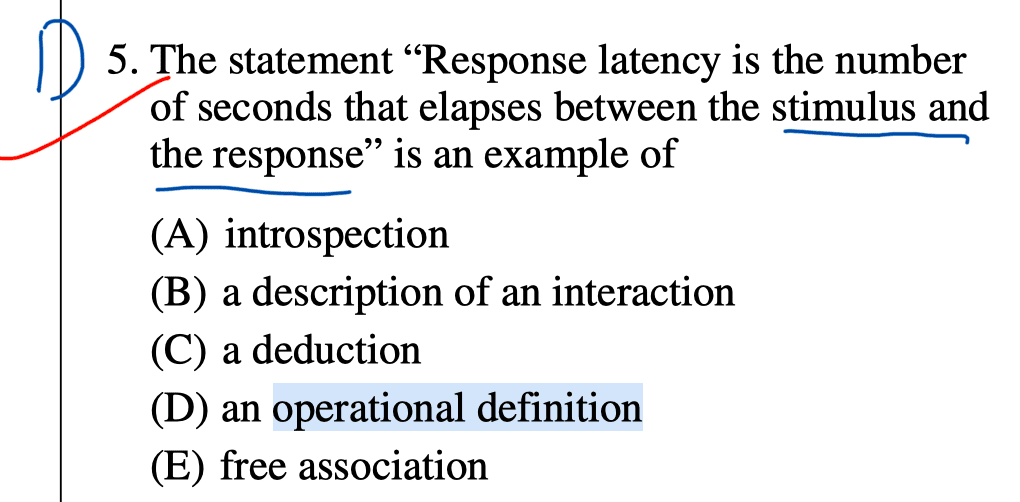 D 5. The statement “Response latency is the number
of seconds that elapses between the stimulus and
the response” is an example of
(A) introspection
(B) a description of an interaction
(C) a deduction
(D) an operational definition
(E) free association